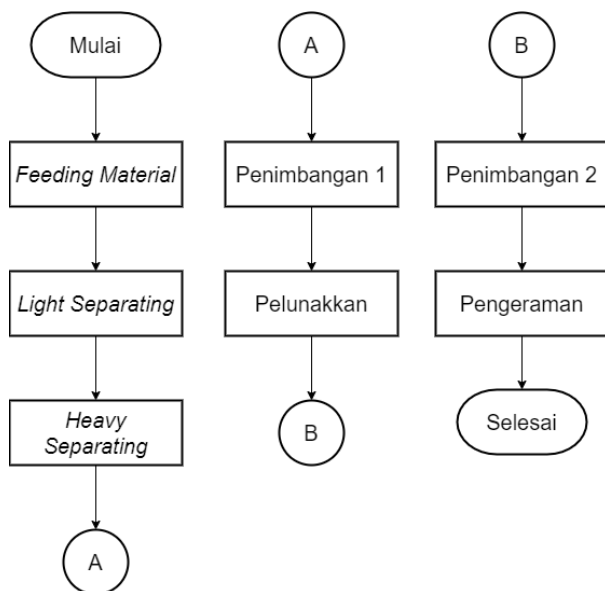 Mulai
Feeding Material
Light Separating
Heavy
Separating
A
A
Penimbangan 1
Pelunakkan
B
B
Penimbangan 2
Pengeraman
Selesai